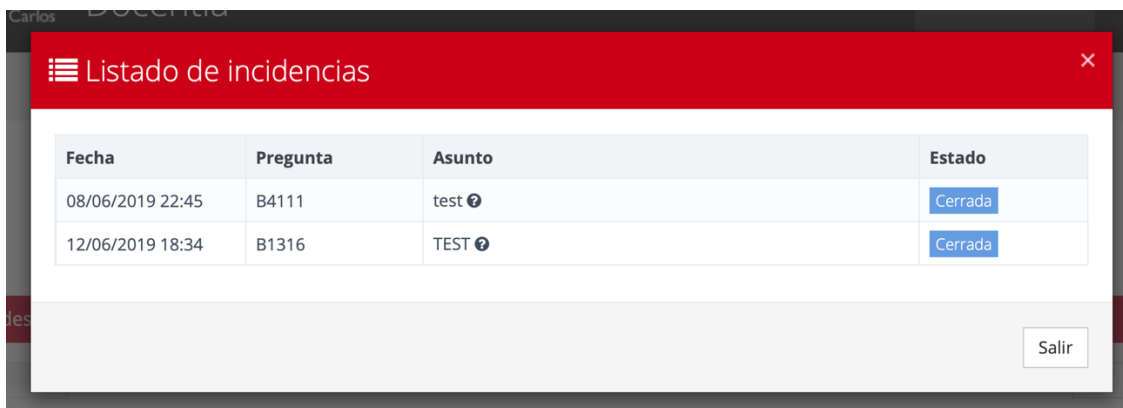 Carlos
Listado de incidencias
×
Fecha Pregunta Asunto Estado
08/06/2019 22:45 B4111 test Cerrada
12/06/2019 18:34 B1316 TEST Cerrada
des
Salir